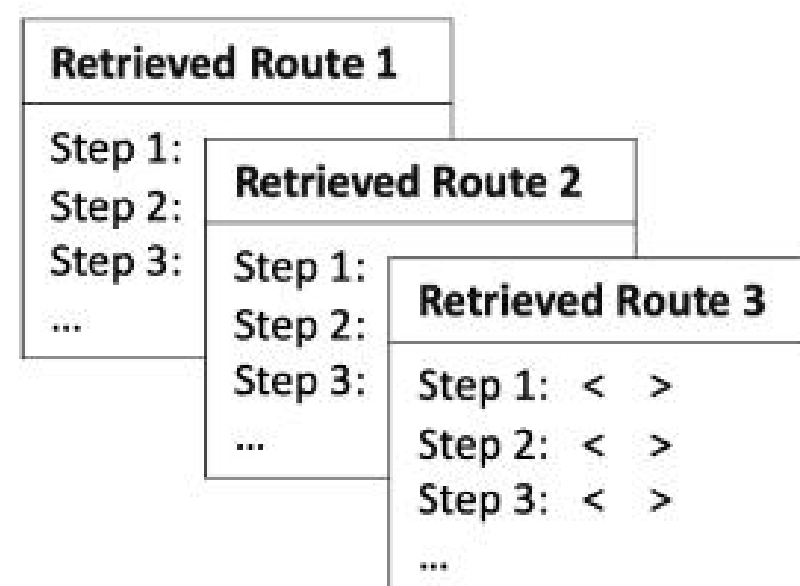 Retrieved Route 1
Step 1:
Step 2:
Step 3:
...
Retrieved Route 2
Step 1:
Step 2:
Step 3:
...
Retrieved Route 3
Step 1: < >
Step 2: < >
Step 3: < >
...